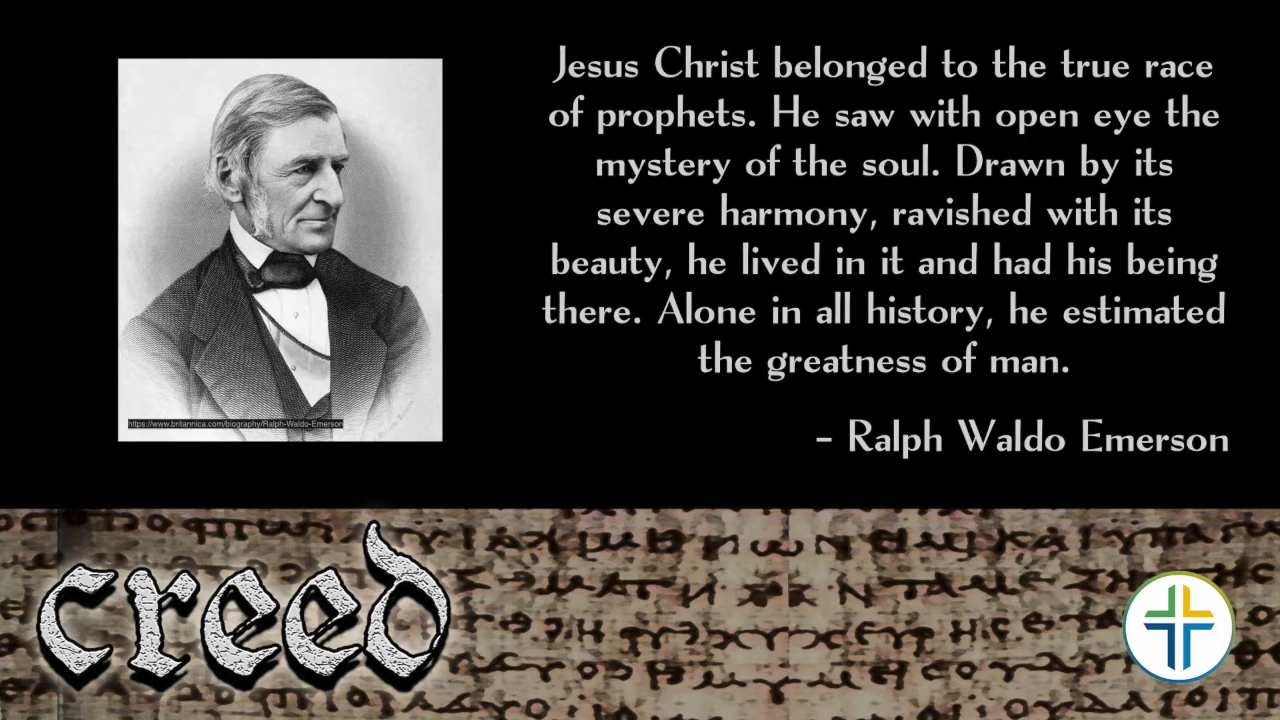 Jesus Christ belonged to the true race
of prophets. He saw with open eye the
mystery of the soul. Drawn by its
severe harmony, ravished with its
beauty, he lived in it and had his being
there. Alone in all history, he estimated
the greatness of man.
- Ralph Waldo Emerson
https://www.britannica.com/biography/Ralph-Waldo-Emerson
creed